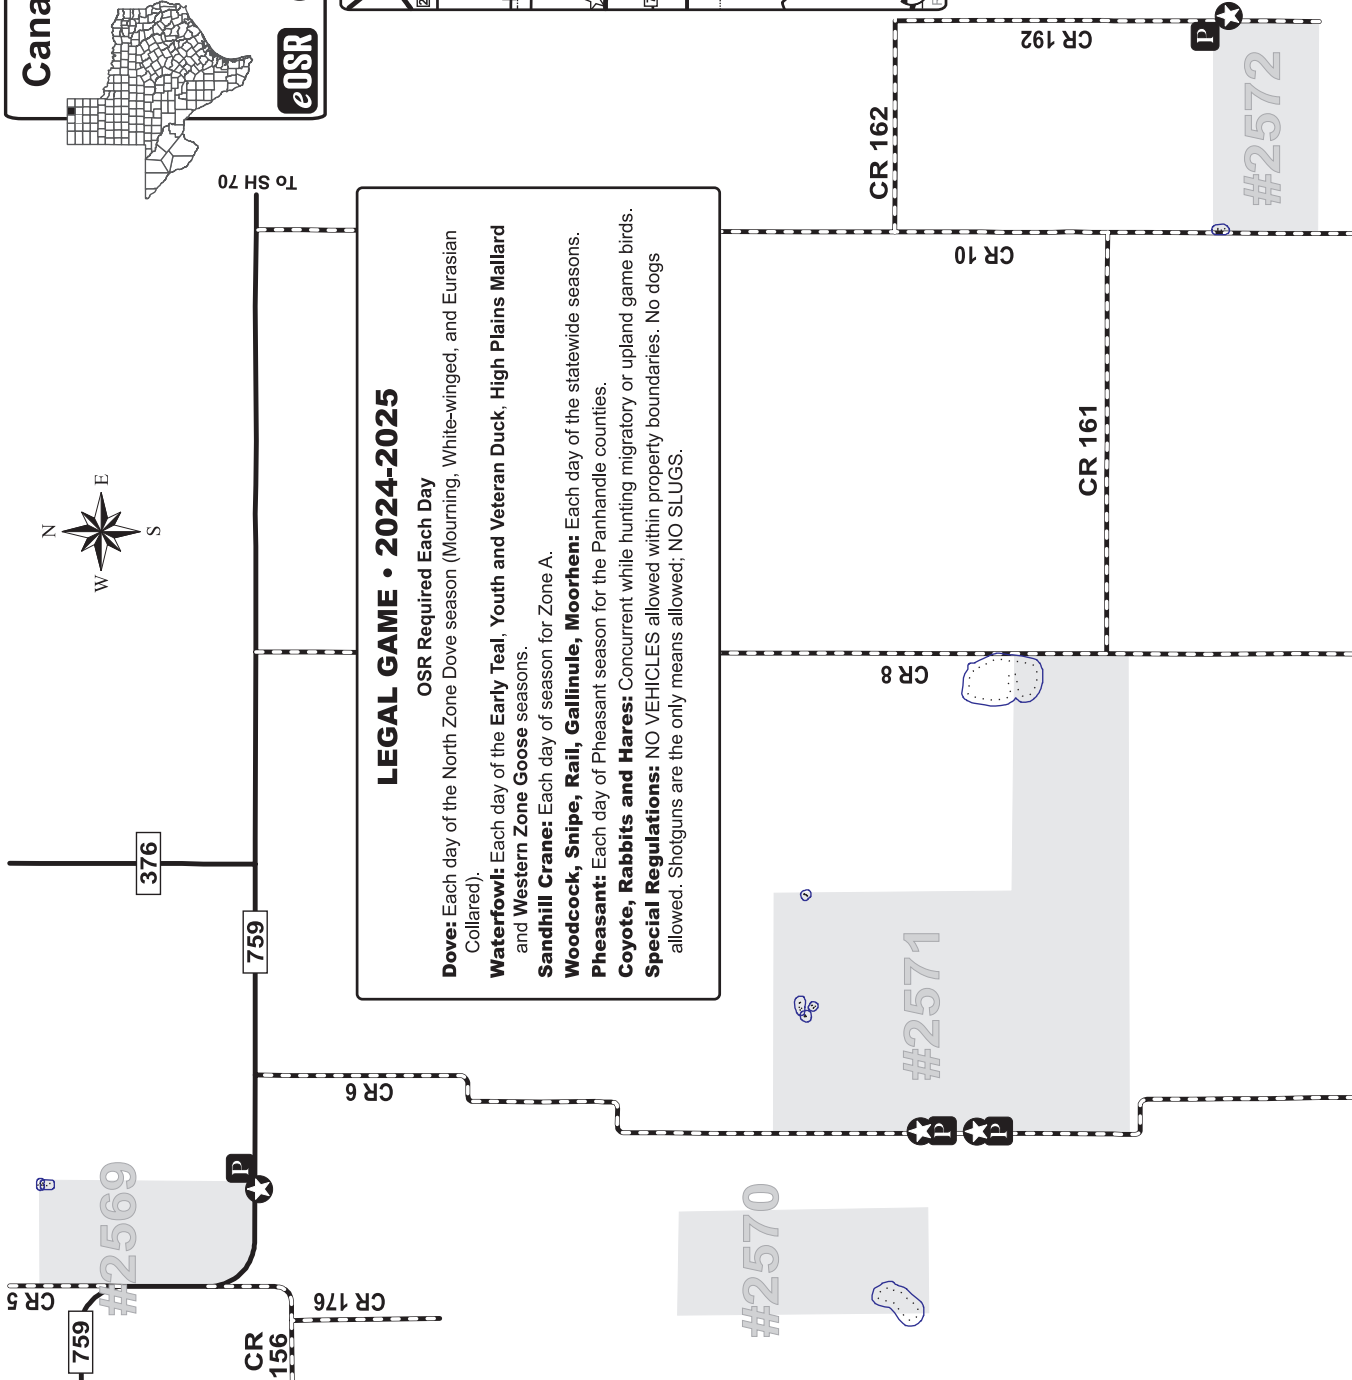 Cana
eOSR
To SH 70
N
W
E
S
CR 192
P
#2572
CR 162
CR 10
CR 161
LEGAL GAME • 2024-2025
OSR Required Each Day
Dove: Each day of the North Zone Dove season (Mourning, White-winged, and Eurasian
Collared).
Waterfowl: Each day of the Early Teal, Youth and Veteran Duck, High Plains Mallard
and Western Zone Goose seasons.
Sandhill Crane: Each day of season for Zone A.
Woodcock, Snipe, Rail, Gallinule, Moorhen: Each day of the statewide seasons.
Pheasant: Each day of Pheasant season for the Panhandle counties.
Coyote, Rabbits and Hares: Concurrent while hunting migratory or upland game birds.
Special Regulations: NO VEHICLES allowed within property boundaries. No dogs
allowed. Shotguns are the only means allowed; NO SLUGS.
CR 8
376
759
#2571
CR 6
P
P
P
#2569
#2570
CR 5
759
CR 176
CR
156